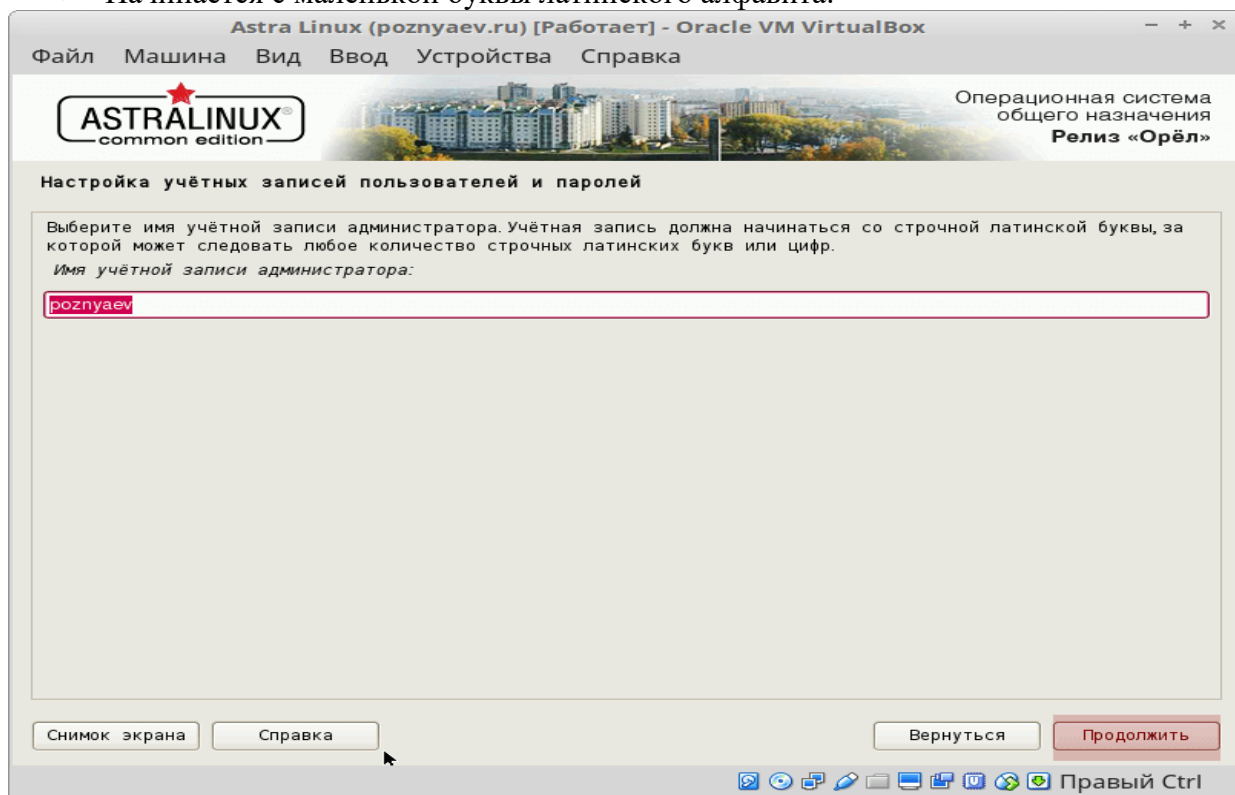 Начинается с маленькой буквы латинского алфавита.
Astra Linux (poznyaev.ru) [Работает] - Oracle VM VirtualBox
Файл Машина Вид Ввод Устройства Справка
ASTRALINUX®
common edition
Операционная система
общего назначения
Релиз «Орёл»
Настройка учётных записей пользователей и паролей
Выберите имя учётной записи администратора. Учётная запись должна начинаться со строчной латинской буквы, за
которой может следовать любое количество строчных латинских букв или цифр.
Имя учётной записи администратора:
poznyaev
Снимок экрана Справка Вернуться Продолжить
Правый Ctrl